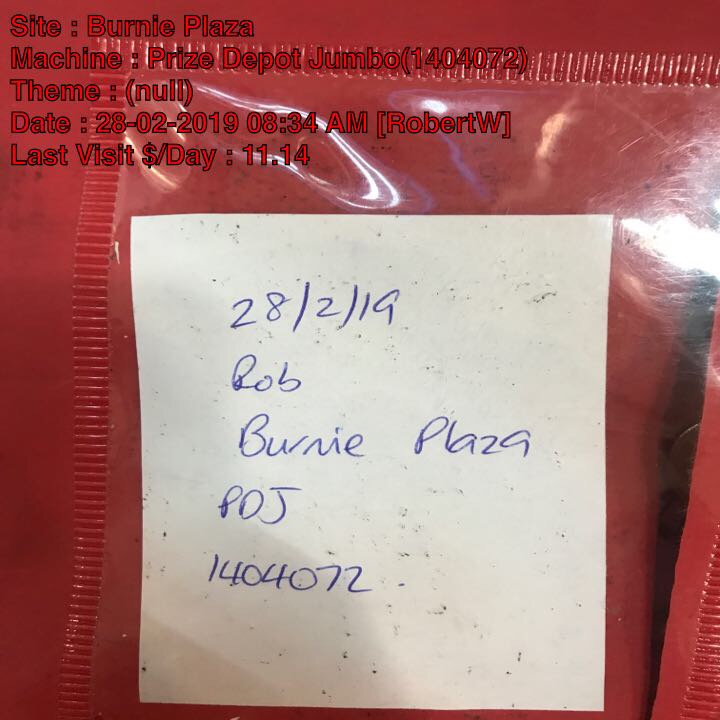 Site : Burnie Plaza
Machine : Prize Depot Jumbo(1404072)
Theme : (null)
Date : 28-02-2019 08:34 AM [RobertW]
Last Visit $/Day : 11.14
28/2/19
Rob
Burnie Plaza
PDJ
1404072.